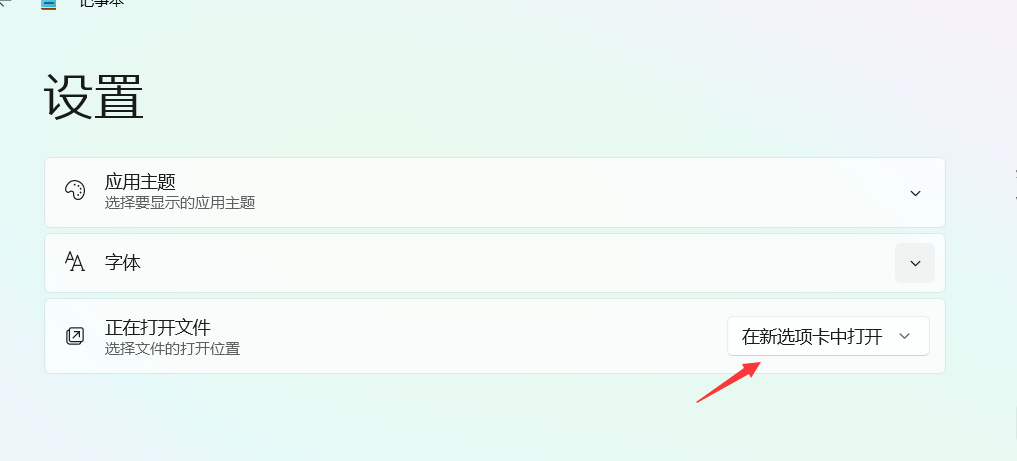 记事本
设置
应用主题
选择要显示的应用主题
字体
正在打开文件
选择文件的打开位置
在新选项卡中打开